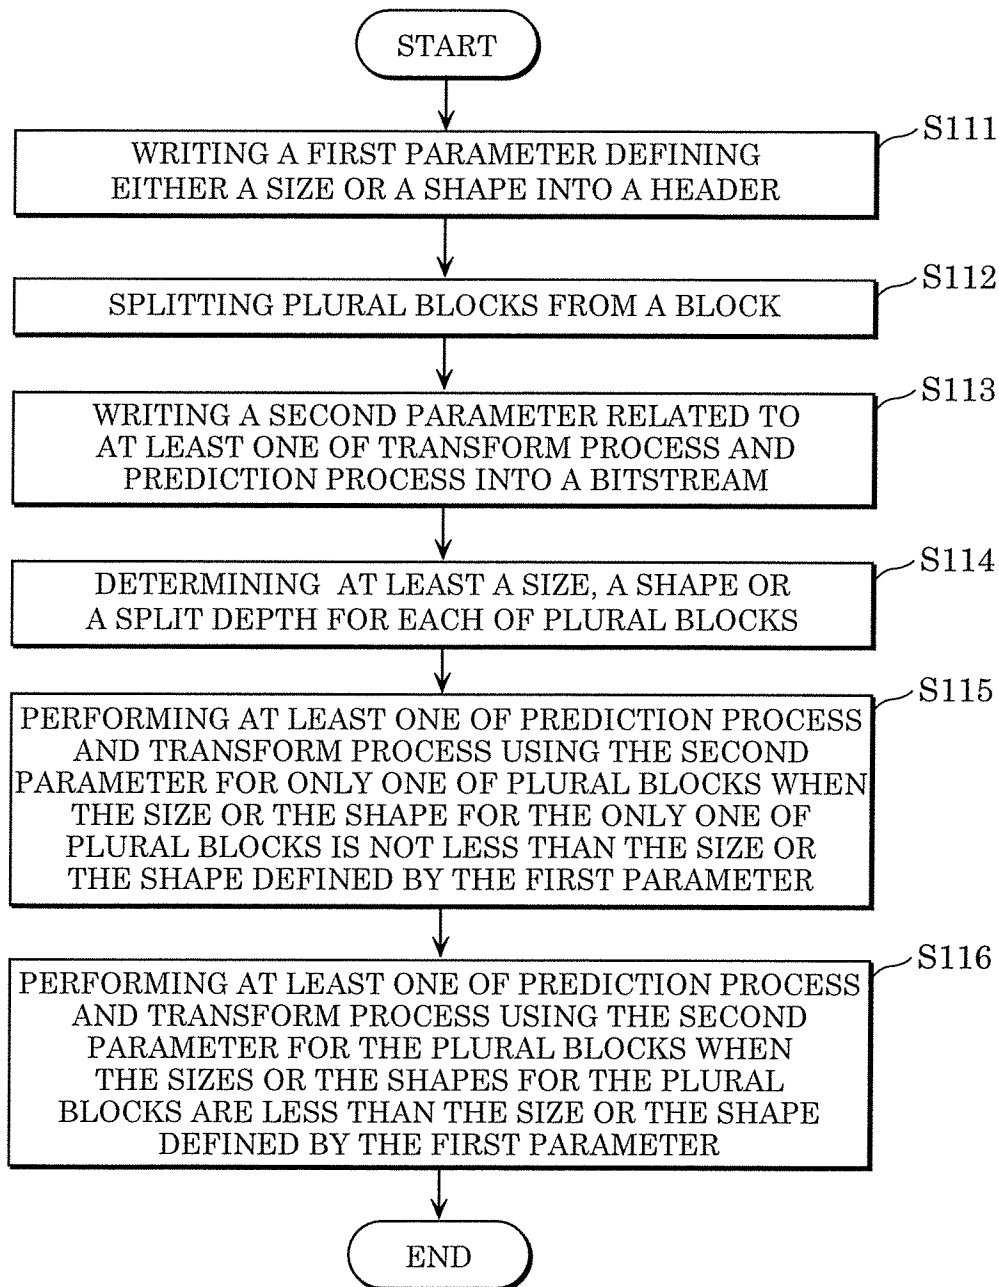 START
S111
WRITING A FIRST PARAMETER DEFINING
EITHER A SIZE OR A SHAPE INTO A HEADER
S112
SPLITTING PLURAL BLOCKS FROM A BLOCK
S113
WRITING A SECOND PARAMETER RELATED TO
AT LEAST ONE OF TRANSFORM PROCESS AND
PREDICTION PROCESS INTO A BITSTREAM
S114
DETERMINING AT LEAST A SIZE, A SHAPE OR
A SPLIT DEPTH FOR EACH OF PLURAL BLOCKS
S115
PERFORMING AT LEAST ONE OF PREDICTION PROCESS
AND TRANSFORM PROCESS USING THE SECOND
PARAMETER FOR ONLY ONE OF PLURAL BLOCKS WHEN
THE SIZE OR THE SHAPE FOR THE ONLY ONE OF
PLURAL BLOCKS IS NOT LESS THAN THE SIZE OR
THE SHAPE DEFINED BY THE FIRST PARAMETER
S116
PERFORMING AT LEAST ONE OF PREDICTION PROCESS
AND TRANSFORM PROCESS USING THE SECOND
PARAMETER FOR THE PLURAL BLOCKS WHEN
THE SIZES OR THE SHAPES FOR THE PLURAL
BLOCKS ARE LESS THAN THE SIZE OR THE SHAPE
DEFINED BY THE FIRST PARAMETER
END